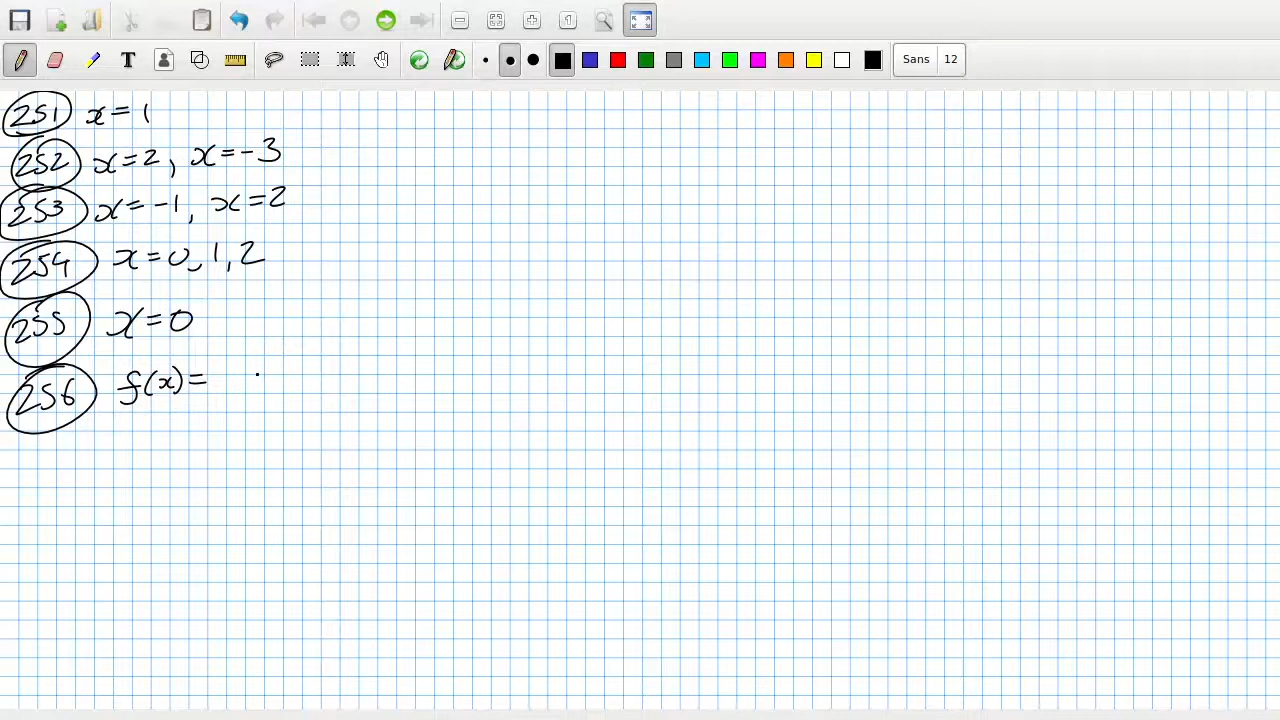 T
Sans 12
251 x = 1
252 x = 2, x = -3
253 x = -1, x = 2
254 x = 0, 1, 2
255 x = 0
256 f(x) =